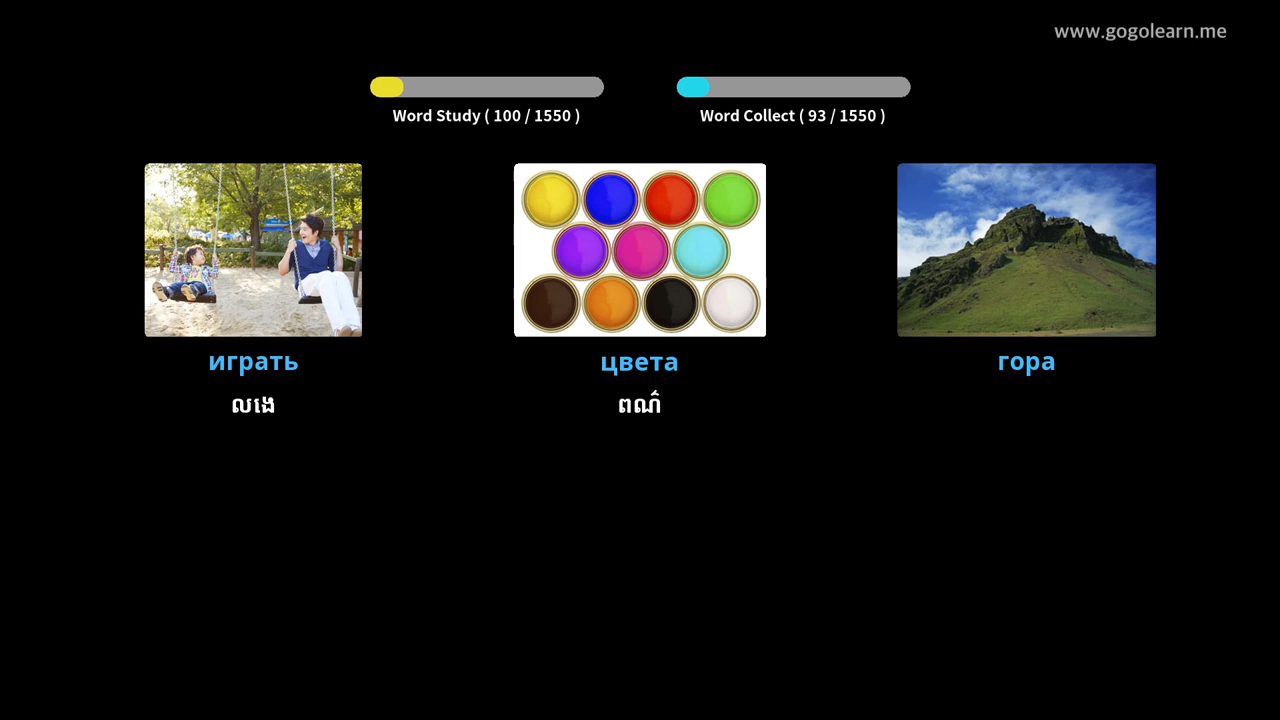 www.gogolearn.me
Word Study ( 100 / 1550 )
Word Collect ( 93 / 1550 )
играть
цвета
гора
លេង
ពណ៌